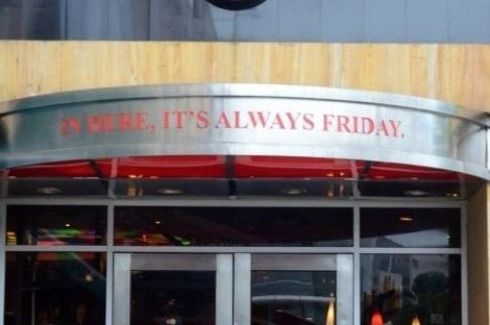 IN HERE, IT'S ALWAYS FRIDAY.